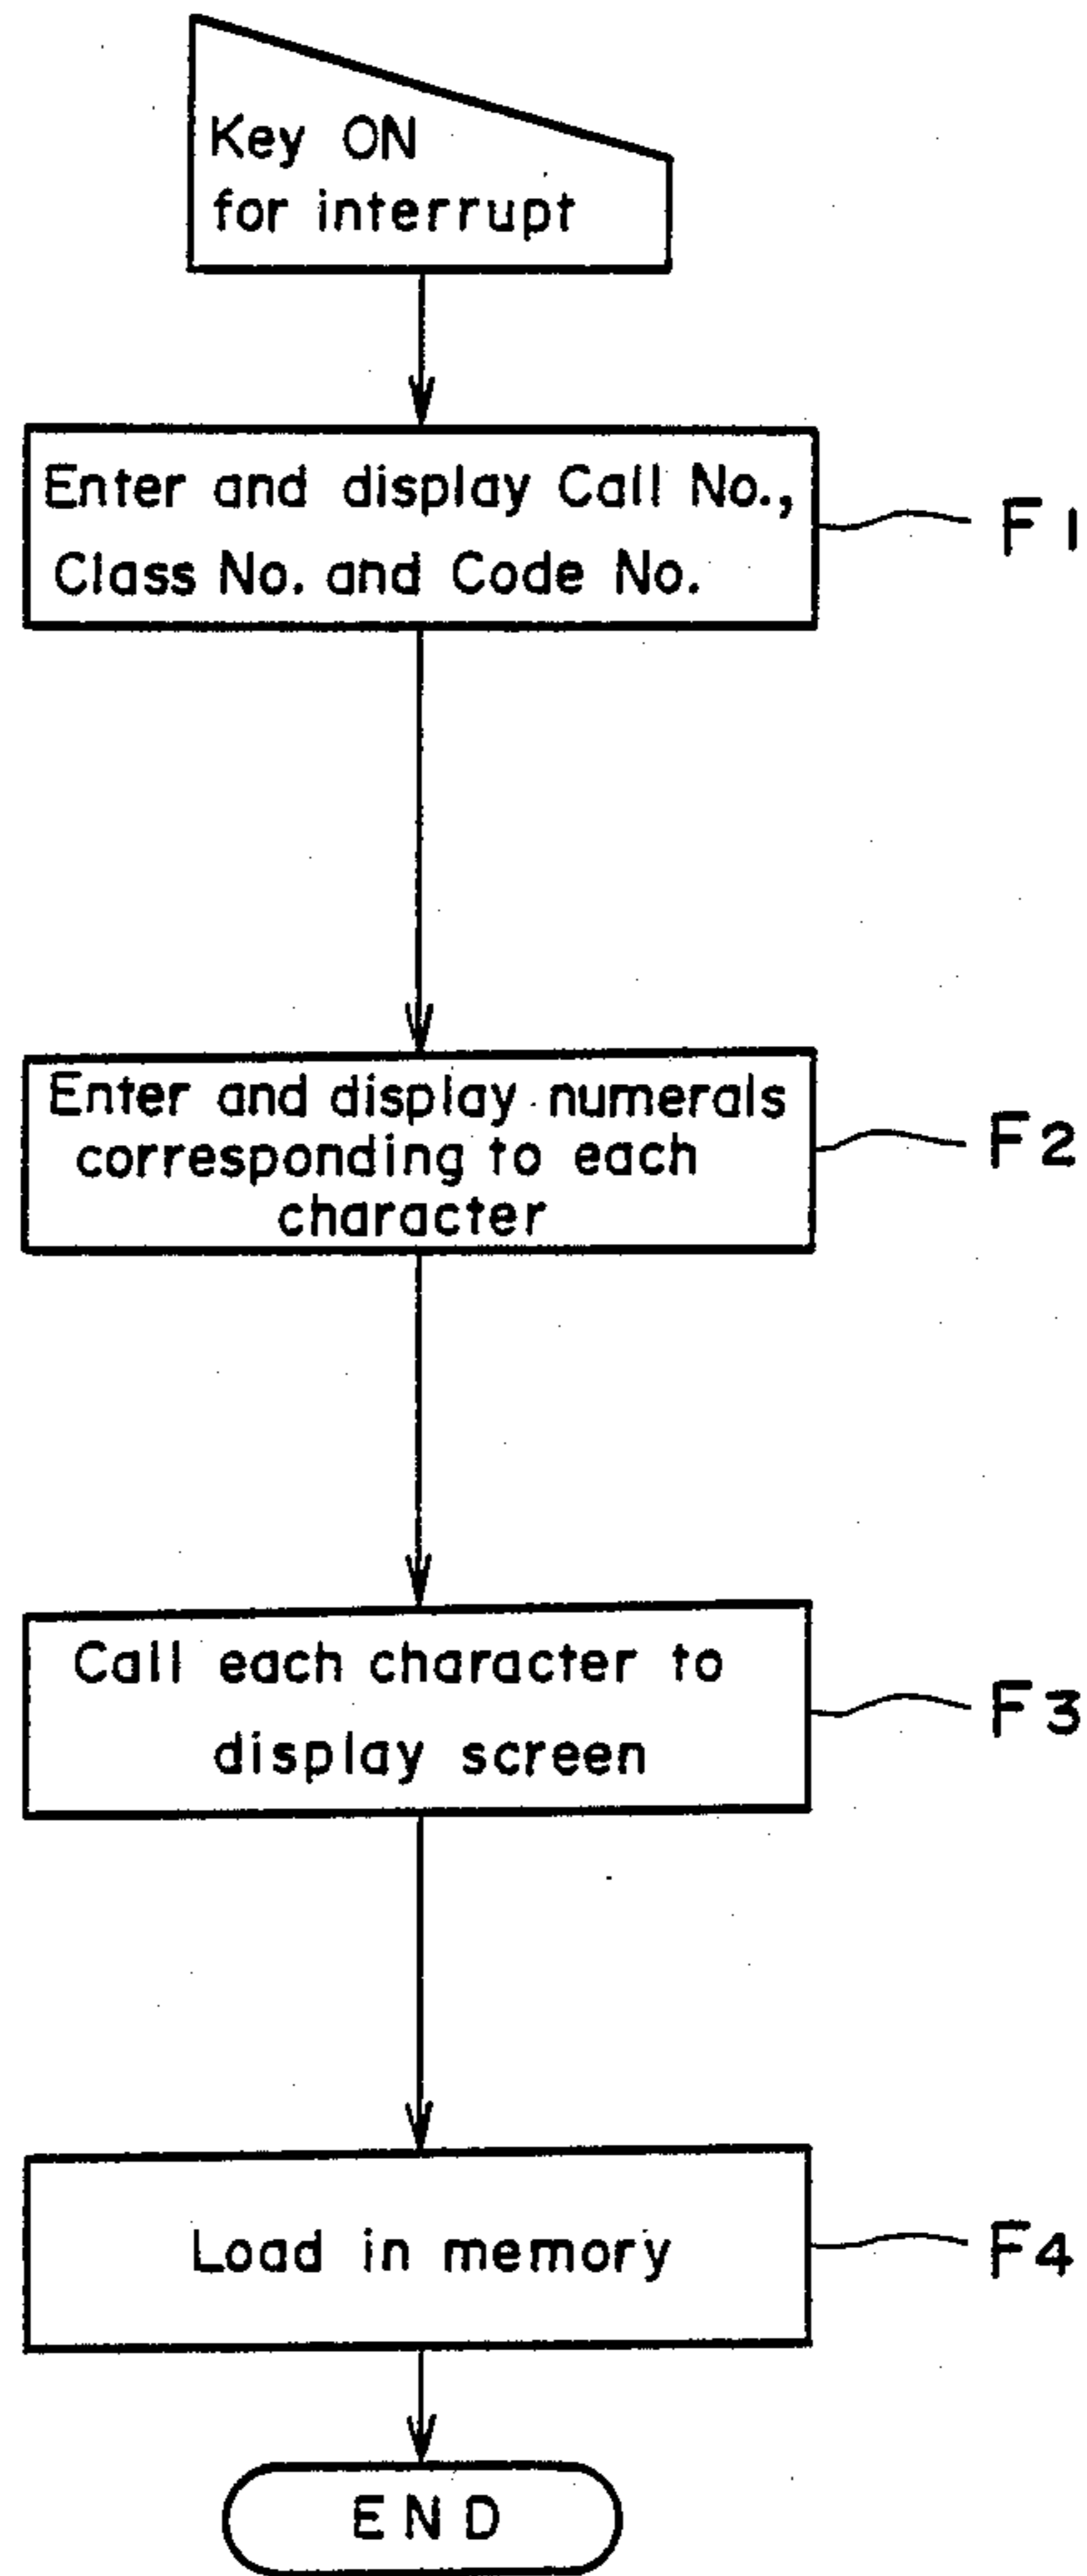 Key ON
for interrupt
Enter and display Call No.,
Class No. and Code No.
F1
Enter and display numerals
corresponding to each
character
F2
Call each character to
display screen
F3
Load in memory
F4
END